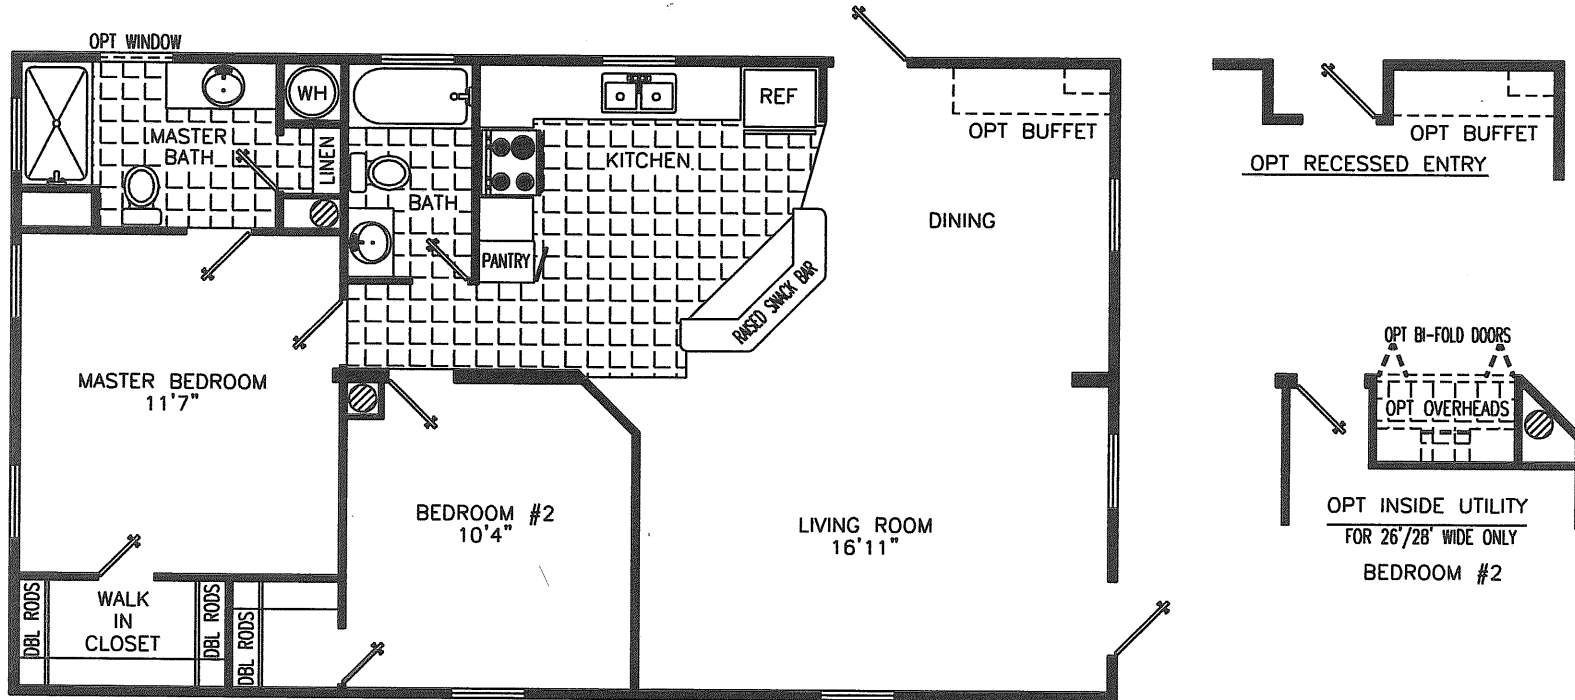 OPT WINDOW
WH
REF
OPT BUFFET
MASTER
BATH
LINEN
KITCHEN
BATH
DINING
PANTRY
RAISED SNACK BAR
MASTER BEDROOM
11'7"
BEDROOM #2
10'4"
LIVING ROOM
16'11"
DBL RODS
WALK
IN
CLOSET
DBL RODS
DBL RODS
OPT BUFFET
OPT RECESSED ENTRY
OPT BI-FOLD DOORS
OPT OVERHEADS
OPT INSIDE UTILITY
FOR 26'/28' WIDE ONLY
BEDROOM #2